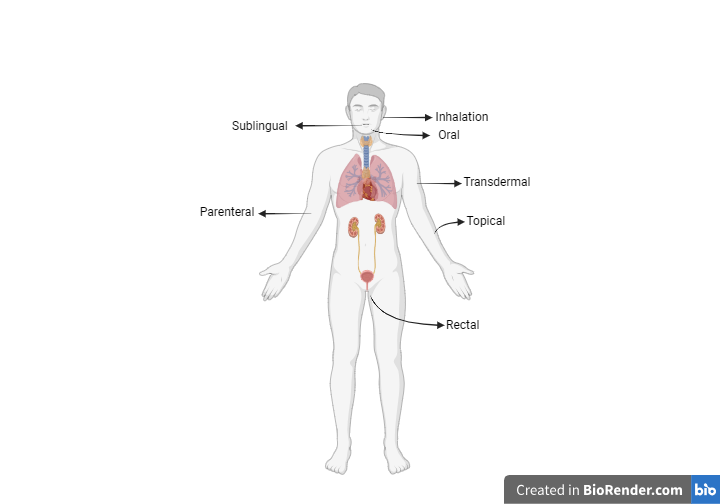 Inhalation
Sublingual
Oral
Transdermal
Parenteral
Topical
Rectal
Created in BioRender.com bio